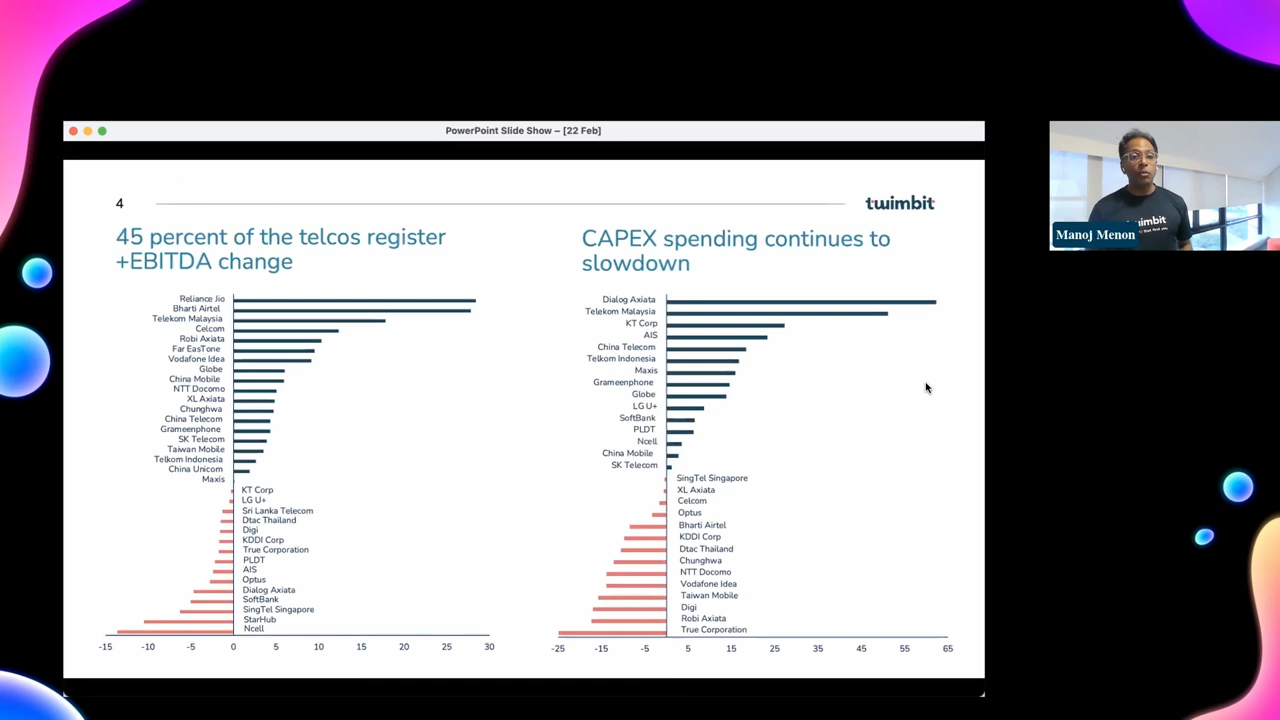 PowerPoint Slide Show – [22 Feb]
4
twimbit
45 percent of the telcos register
+EBITDA change
Reliance Jio
Bharti Airtel
Telekom Malaysia
Celcom
Robi Axiata
Far EasTone
Vodafone Idea
Globe
China Mobile
NTT Docomo
XL Axiata
Chunghwa
China Telecom
Grameenphone
SK Telecom
Taiwan Mobile
Telkom Indonesia
China Unicom
Maxis
KT Corp
LG U+
Sri Lanka Telecom
Dtac Thailand
Digi
KDDI Corp
True Corporation
PLDT
AIS
Optus
Dialog Axiata
SoftBank
SingTel Singapore
StarHub
Ncell
-15 -10 -5 0 5 10 15 20 25 30
CAPEX spending continues to
slowdown
Dialog Axiata
Telekom Malaysia
KT Corp
AIS
China Telecom
Telkom Indonesia
Maxis
Grameenphone
Globe
LG U+
SoftBank
PLDT
Ncell
China Mobile
SK Telecom
SingTel Singapore
XL Axiata
Celcom
Optus
Bharti Airtel
KDDI Corp
Dtac Thailand
Chunghwa
NTT Docomo
Vodafone Idea
Taiwan Mobile
Digi
Robi Axiata
True Corporation
-25 -15 -5 5 15 25 35 45 55 65
Manoj Menon